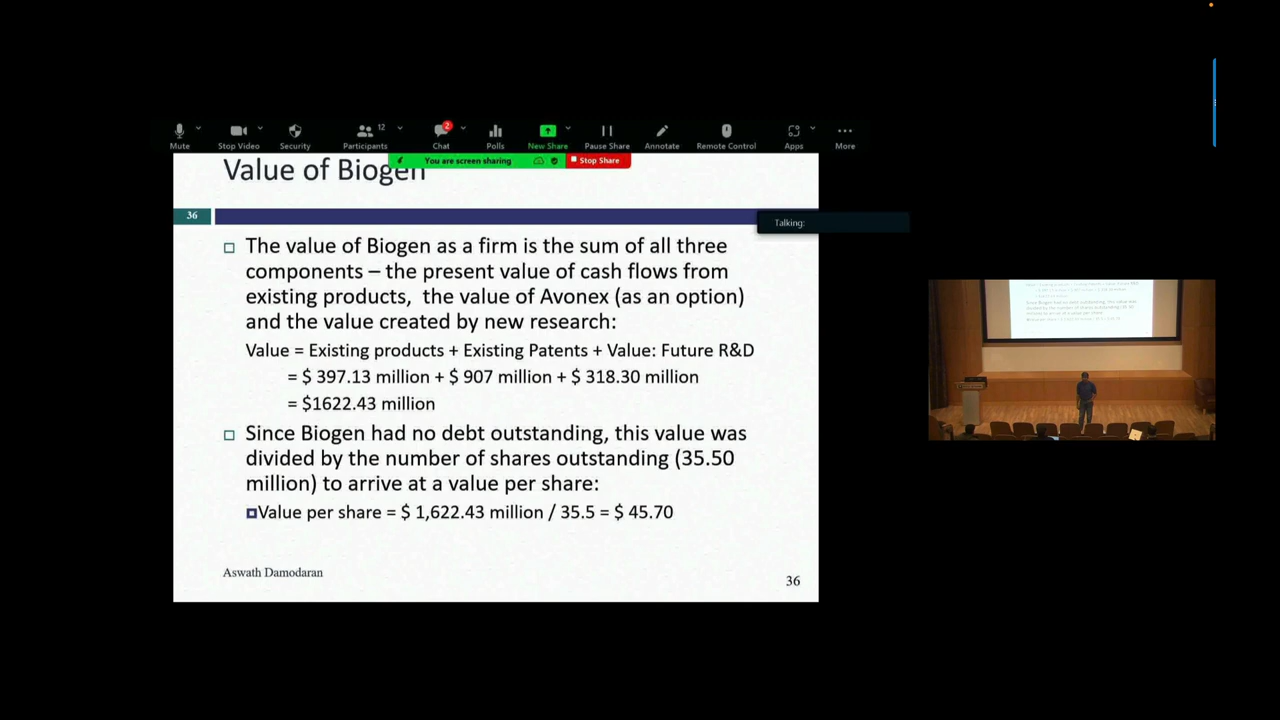 Mute
Stop Video
Security
12
Participants
2
Chat
Polls
New Share
Pause Share
Annotate
Remote Control
Apps
More
You are screen sharing
Stop Share
Value of Biogen
36
Talking:
The value of Biogen as a firm is the sum of all three
components – the present value of cash flows from
existing products, the value of Avonex (as an option)
and the value created by new research:
Value = Existing products + Existing Patents + Value: Future R&D
= $ 397.13 million + $ 907 million + $ 318.30 million
= $1622.43 million
Since Biogen had no debt outstanding, this value was
divided by the number of shares outstanding (35.50
million) to arrive at a value per share:
Value per share = $ 1,622.43 million / 35.5 = $ 45.70
Aswath Damodaran
36